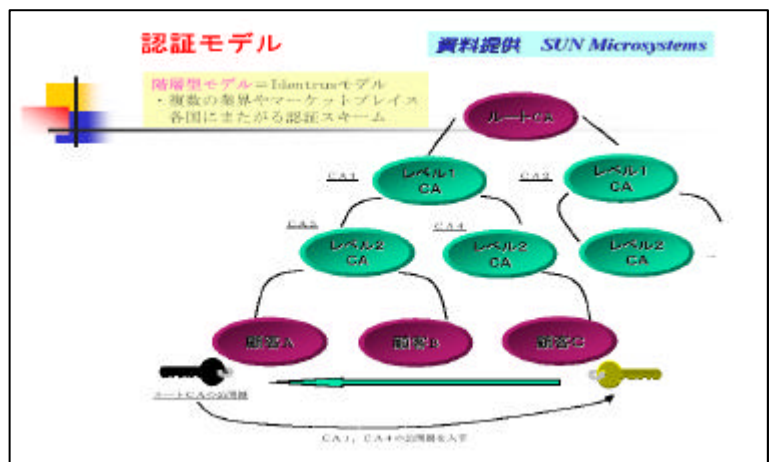 認証モデル
資料提供 SUN Microsystems
階層型モデル＝Identrusモデル
・複数の業界やマーケットプレイス
各国にまたがる認証スキーム
ルートCA
CA1
レベル1
CA
CA2
レベル1
CA
CA3
レベル2
CA
CA4
レベル2
CA
レベル2
CA
...
顧客A
顧客B
顧客C
ルートCAの公開鍵
CA1, CA4の公開鍵を入手